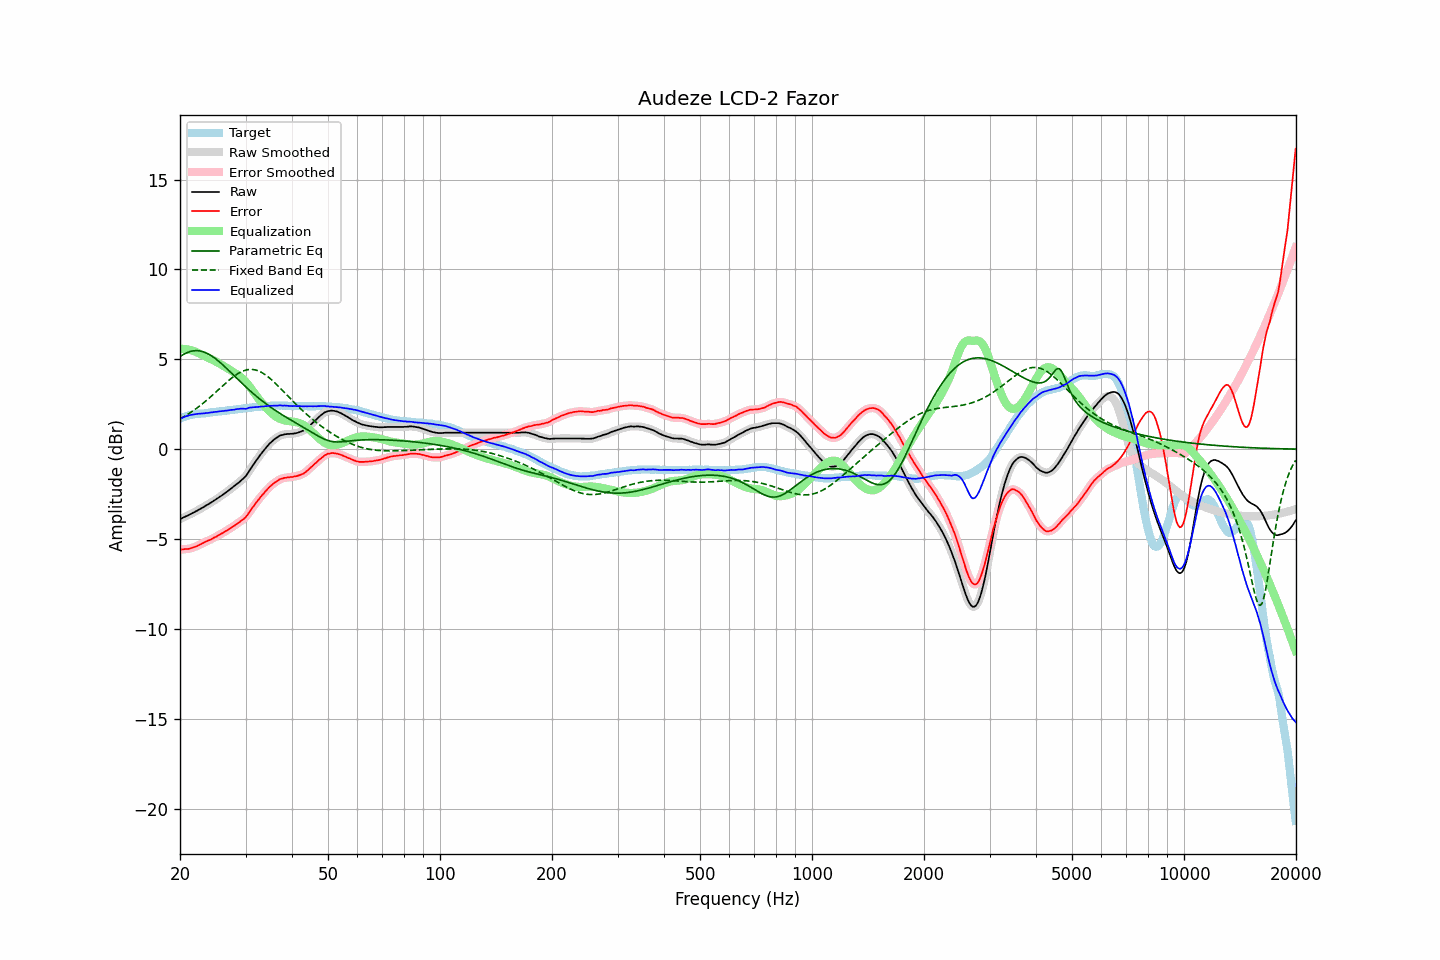 Audeze LCD-2 Fazor
Target
Raw Smoothed
Error Smoothed
Raw
Error
Equalization
Parametric Eq
Fixed Band Eq
Equalized
15
10
5
0
−5
−10
−15
−20
Amplitude (dBr)
20 50 100 200 500 1000 2000 5000 10000 20000
Frequency (Hz)